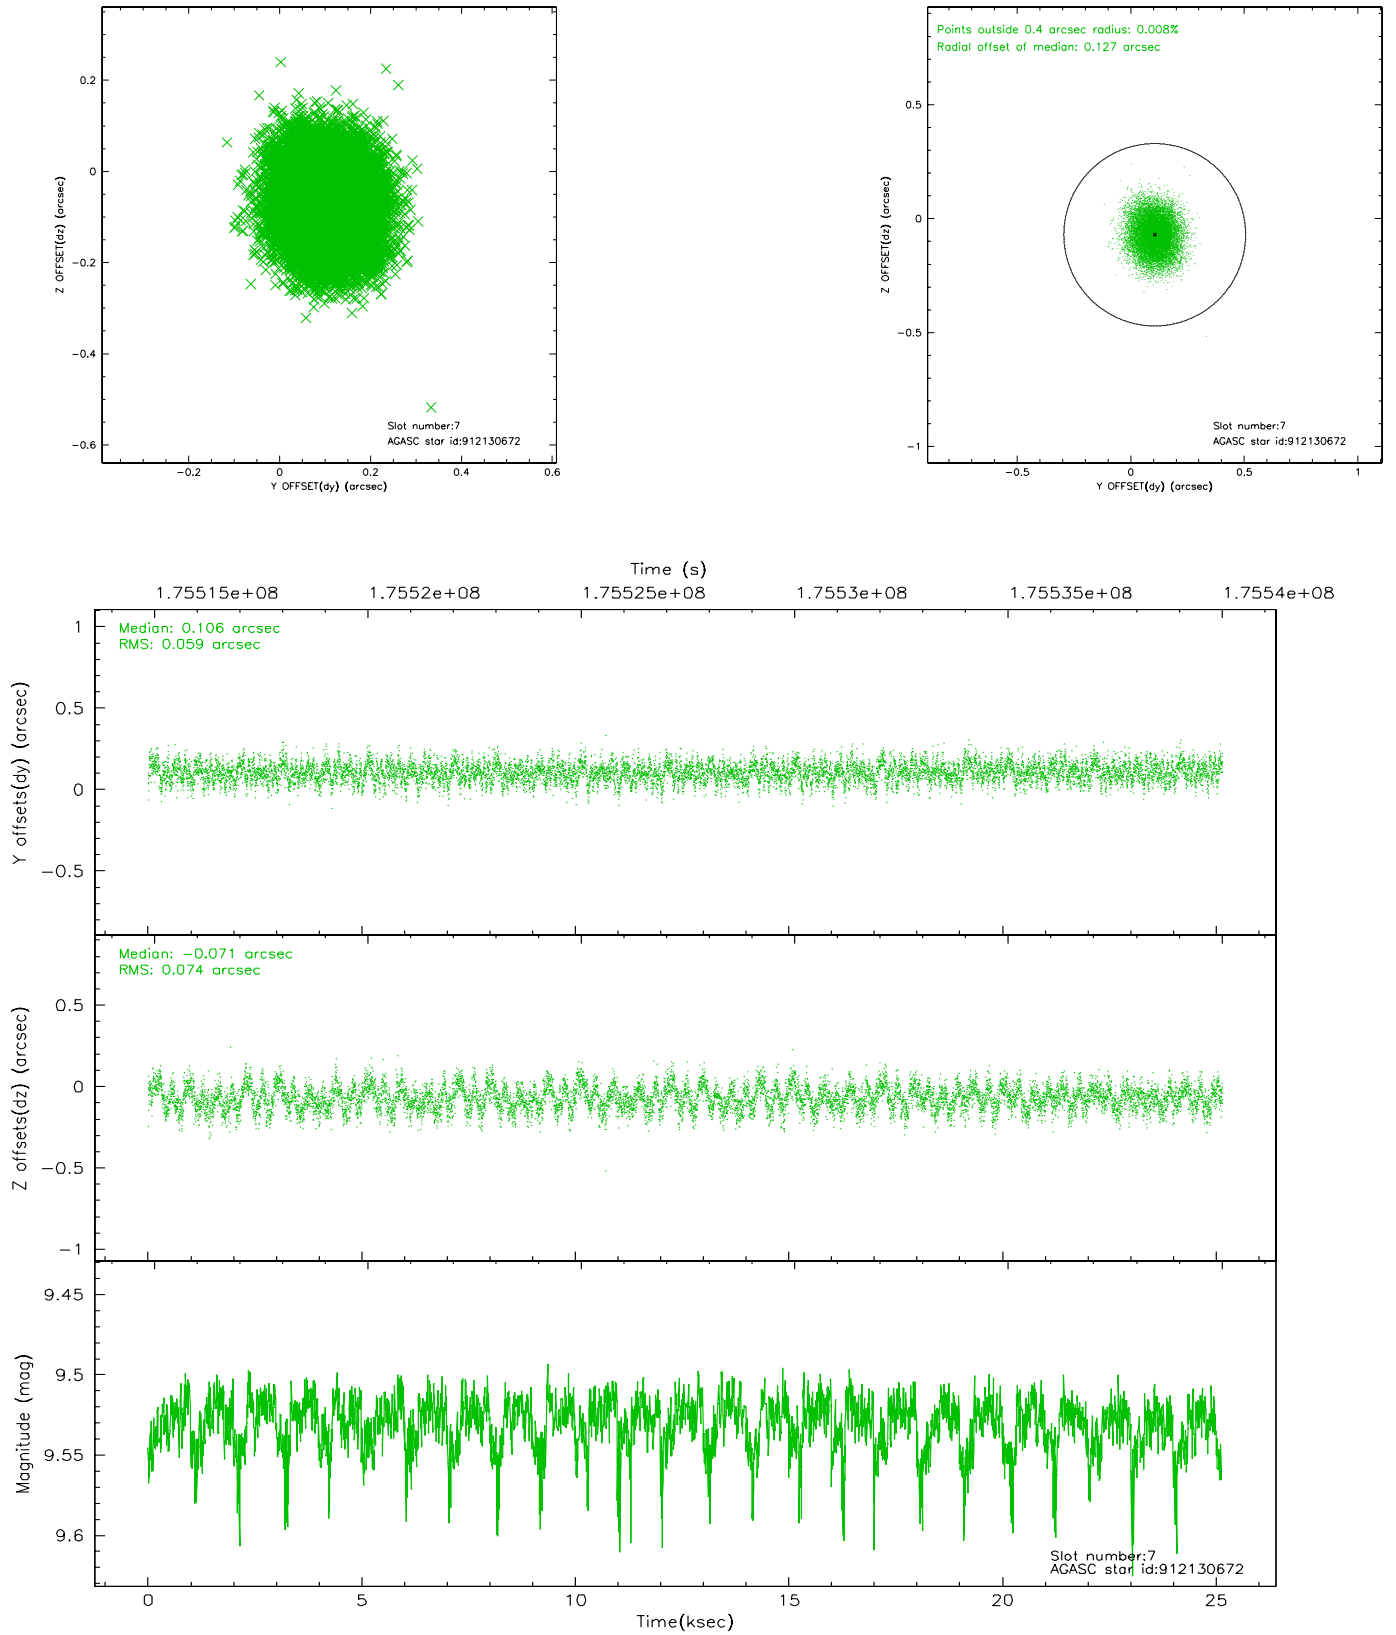 0.2
0
−0.2
−0.4
−0.6
Z OFFSET(dz) (arcsec)
Slot number:7
AGASC star id:912130672
−0.2 0 0.2 0.4 0.6
Y OFFSET(dy) (arcsec)
Points outside 0.4 arcsec radius: 0.008%
Radial offset of median: 0.127 arcsec
0.5
0
−0.5
−1
Z OFFSET(dz) (arcsec)
Slot number:7
AGASC star id:912130672
−0.5 0 0.5 1
Y OFFSET(dy) (arcsec)
Time (s)
1.75515e+08 1.7552e+08 1.75525e+08 1.7553e+08 1.75535e+08 1.7554e+08
Median: 0.106 arcsec
RMS: 0.059 arcsec
1
0.5
0
−0.5
Y offsets(dy) (arcsec)
Median: −0.071 arcsec
RMS: 0.074 arcsec
0.5
0
−0.5
−1
Z offsets(dz) (arcsec)
9.45
9.5
9.55
9.6
Magnitude (mag)
Slot number:7
AGASC star id:912130672
0 5 10 15 20 25
Time(ksec)